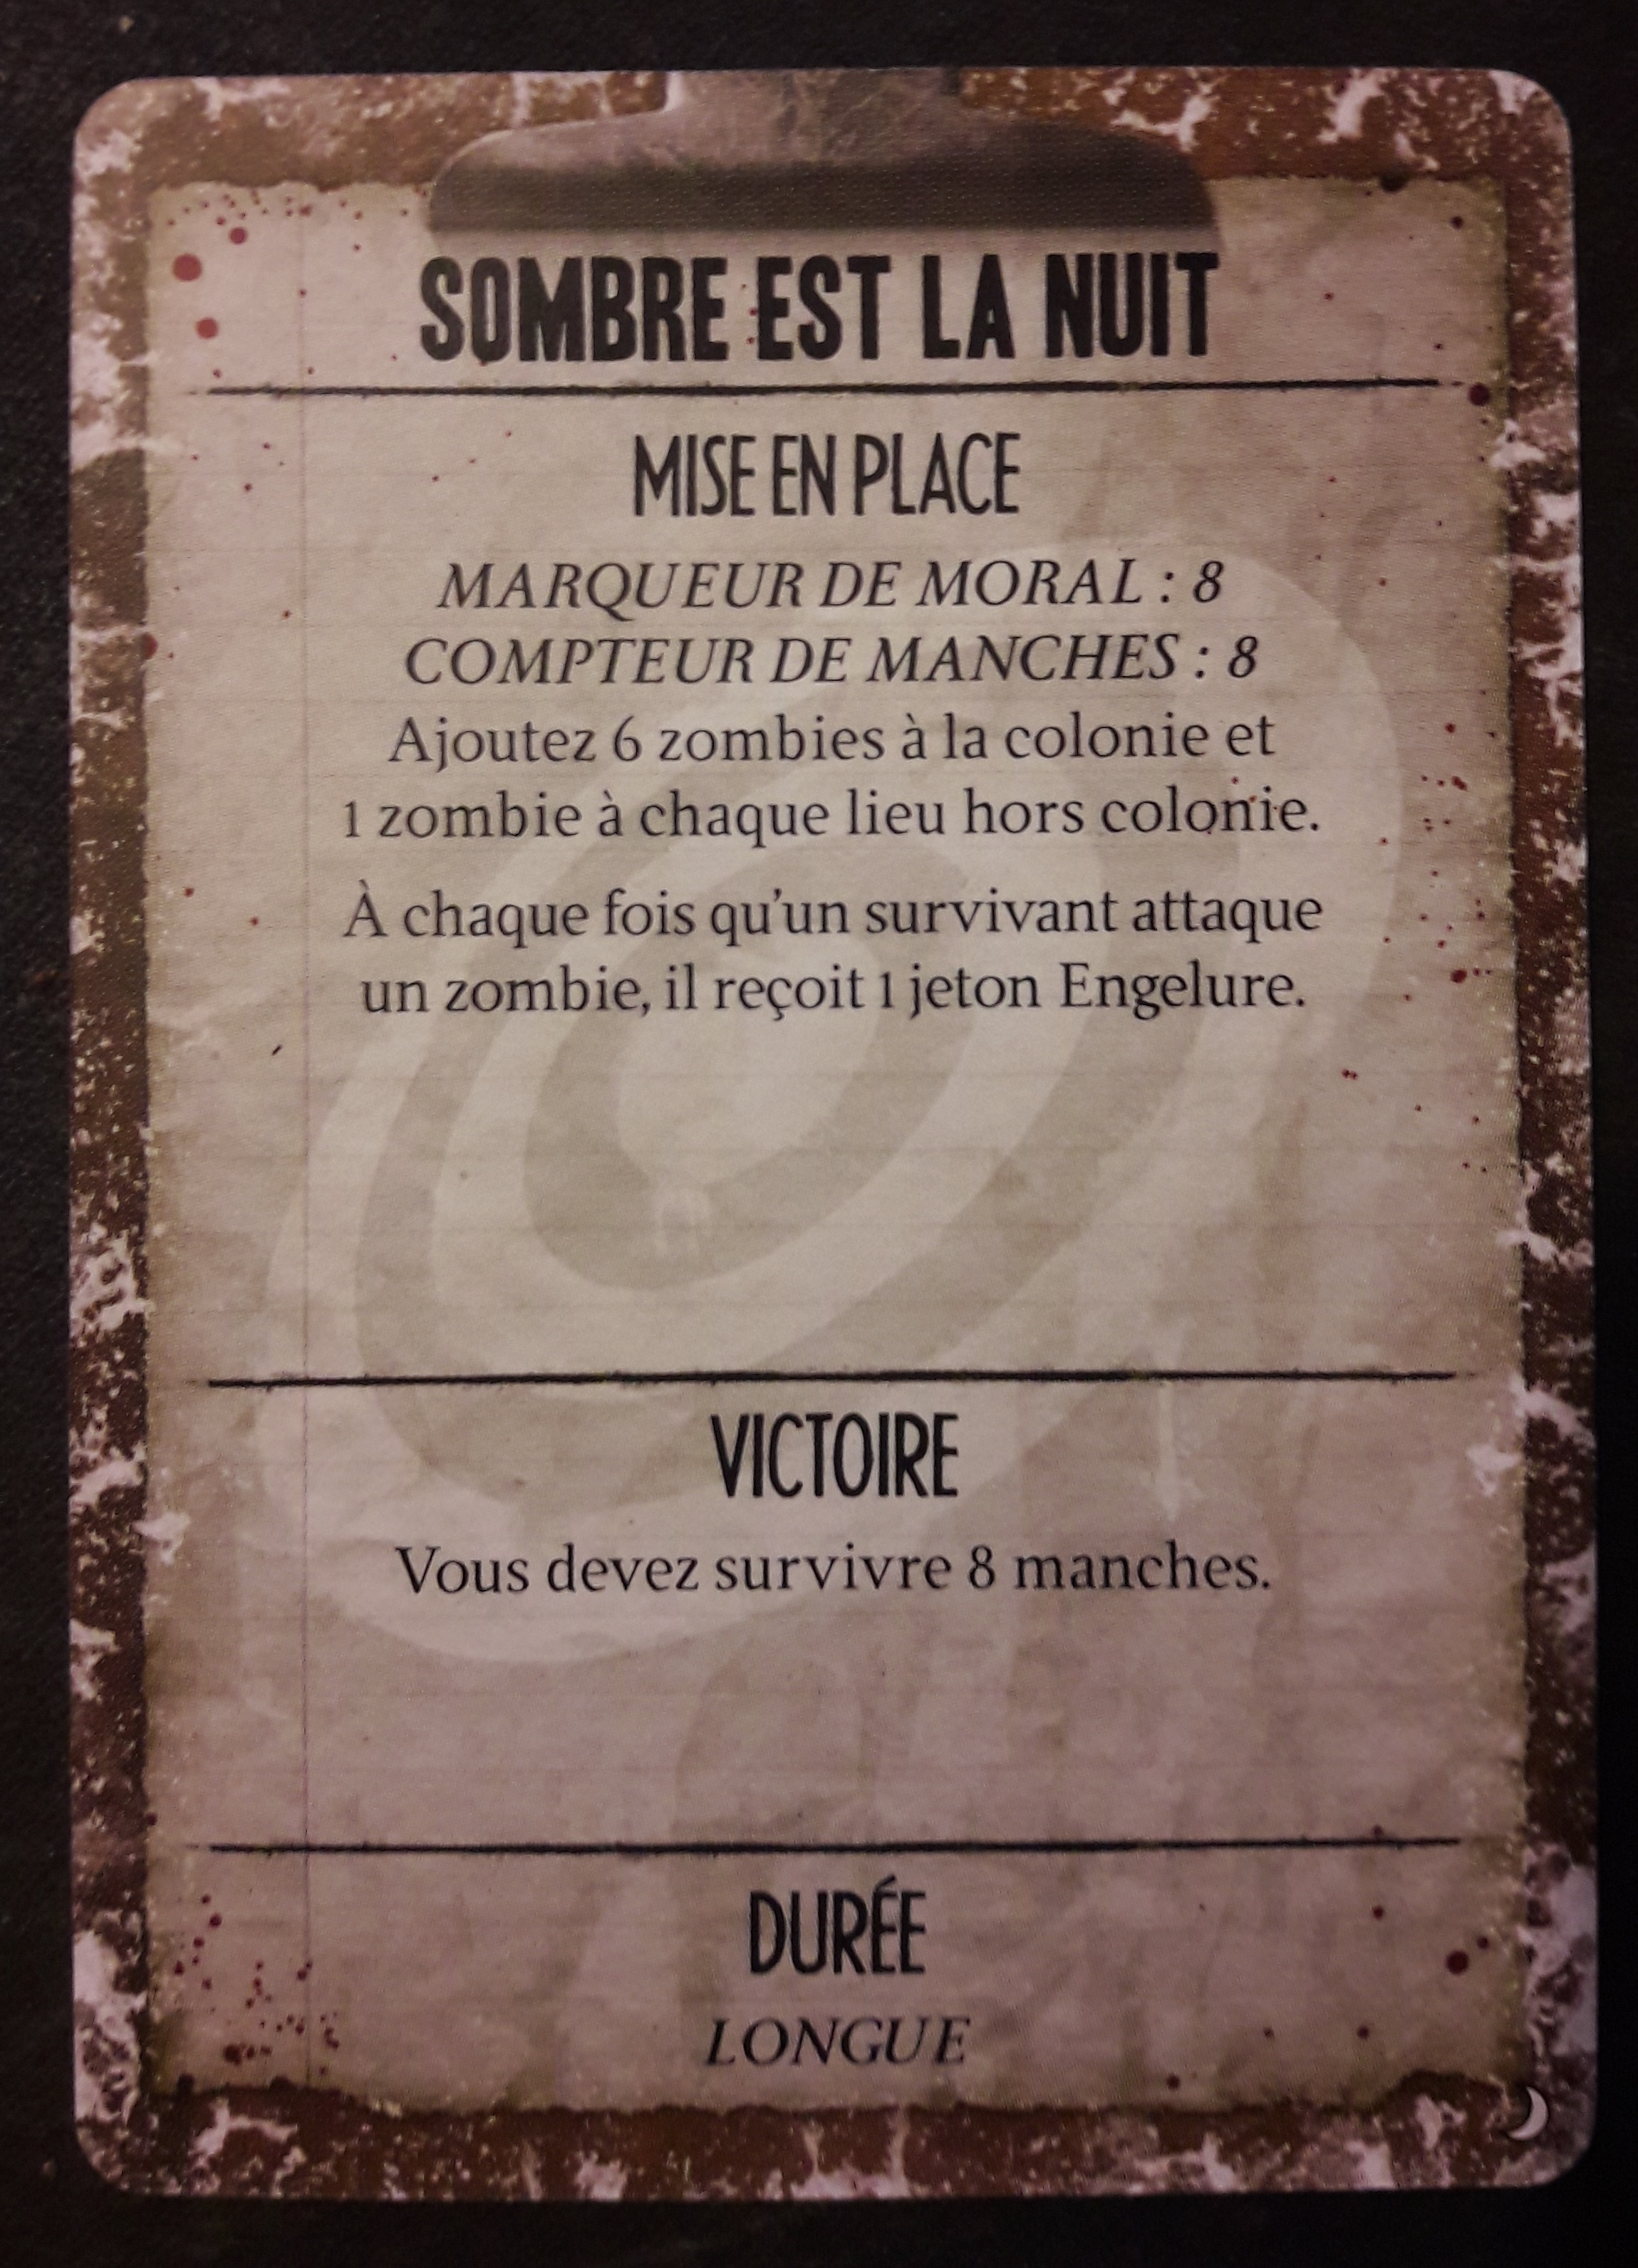 SOMBRE EST LA NUIT
MISE EN PLACE
MARQUEUR DE MORAL : 8
COMPTEUR DE MANCHES : 8
Ajoutez 6 zombies à la colonie et
1 zombie à chaque lieu hors colonie.
À chaque fois qu'un survivant attaque
un zombie, il reçoit 1 jeton Engelure.
VICTOIRE
Vous devez survivre 8 manches.
DURÉE
LONGUE